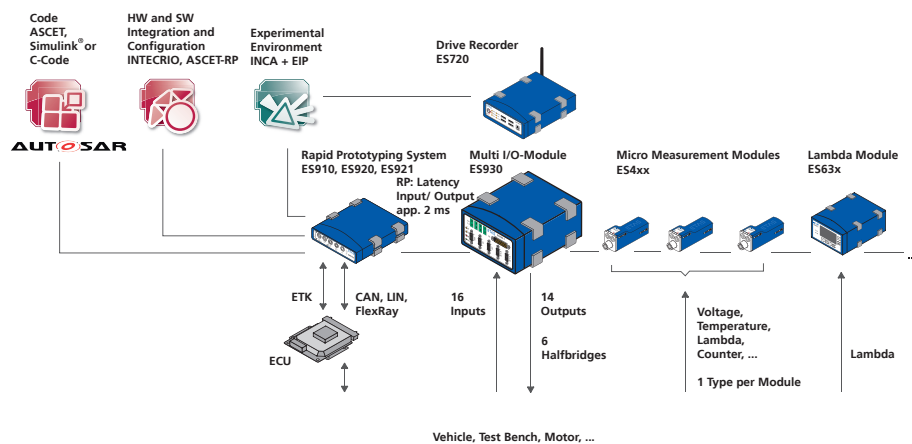 Code
ASCET,
Simulink® or
C-Code
HW and SW
Integration and
Configuration
INTECRIO, ASCET-RP
Experimental
Environment
INCA + EIP
Drive Recorder
ES720
AUTOSAR
Rapid Prototyping System
ES910, ES920, ES921
RP: Latency
Input/ Output
app. 2 ms
Multi I/O-Module
ES930
Micro Measurement Modules
ES4xx
Lambda Module
ES63x
...
ETK
CAN, LIN,
FlexRay
ECU
16
Inputs
14
Outputs
6
Halfbridges
Voltage,
Temperature,
Lambda,
Counter, ...
1 Type per Module
Lambda
Vehicle, Test Bench, Motor, ...